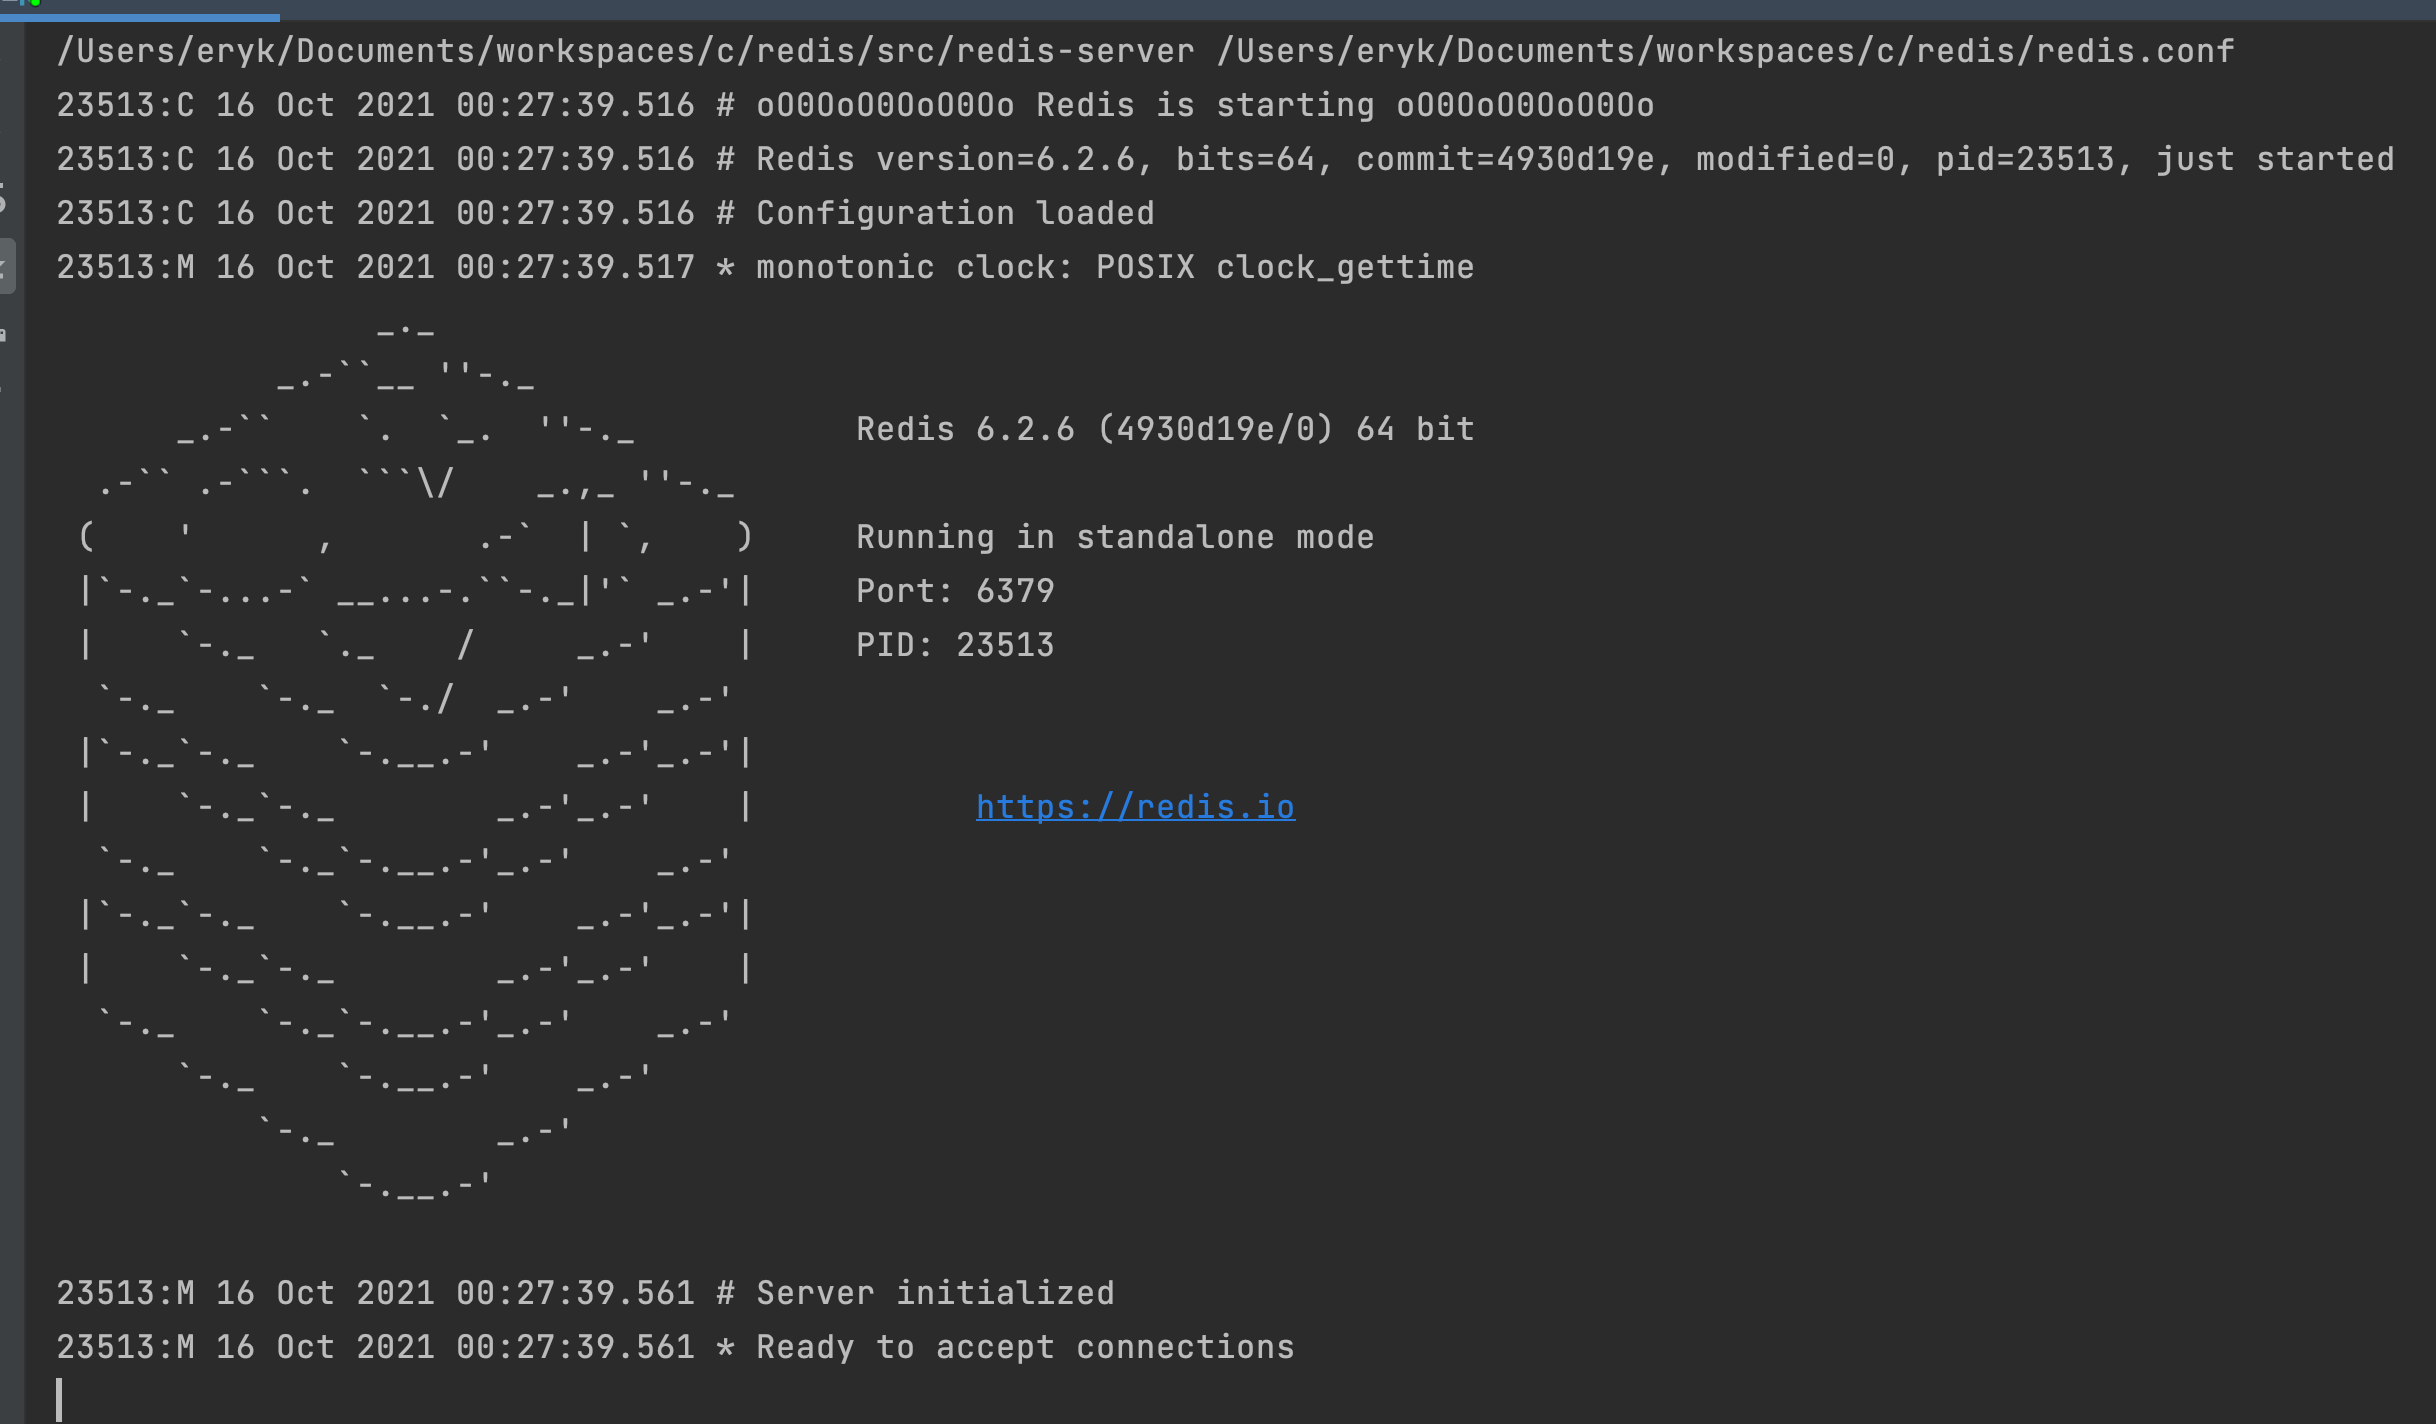 /Users/eryk/Documents/workspaces/c/redis/src/redis-server /Users/eryk/Documents/workspaces/c/redis/redis.conf
23513:C 16 Oct 2021 00:27:39.516 # oO0OoO0OoO0Oo Redis is starting oO0OoO0OoO0Oo
23513:C 16 Oct 2021 00:27:39.516 # Redis version=6.2.6, bits=64, commit=4930d19e, modified=0, pid=23513, just started
23513:C 16 Oct 2021 00:27:39.516 # Configuration loaded
23513:M 16 Oct 2021 00:27:39.517 * monotonic clock: POSIX clock_gettime
Redis 6.2.6 (4930d19e/0) 64 bit
Running in standalone mode
Port: 6379
PID: 23513
https://redis.io
23513:M 16 Oct 2021 00:27:39.561 # Server initialized
23513:M 16 Oct 2021 00:27:39.561 * Ready to accept connections